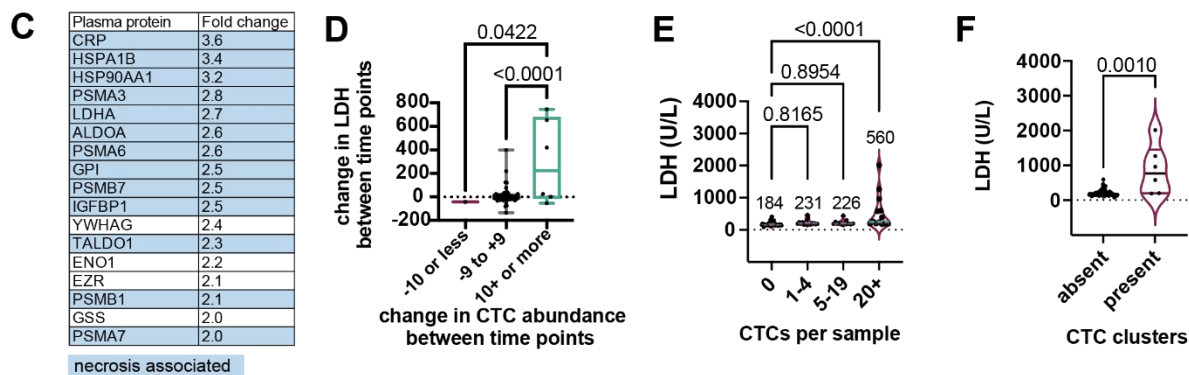 C
Plasma protein Fold change
CRP 3.6
HSPA1B 3.4
HSP90AA1 3.2
PSMA3 2.8
LDHA 2.7
ALDOA 2.6
PSMA6 2.6
GPI 2.5
PSMB7 2.5
IGFBP1 2.5
YWHAG 2.4
TALDO1 2.3
ENO1 2.2
EZR 2.1
PSMB1 2.1
GSS 2.0
PSMA7 2.0
necrosis associated
D
0.0422
<0.0001
change in LDH
between time points
800
600
400
200
0
-200
-10 or less
-9 to +9
10+ or more
change in CTC abundance
between time points
E
<0.0001
0.8954
0.8165
LDH (U/L)
4000
3000
2000
1000
0
184 231 226 560
0
1-4
5-19
20+
CTCs per sample
F
0.0010
LDH (U/L)
4000
3000
2000
1000
0
absent
present
CTC clusters